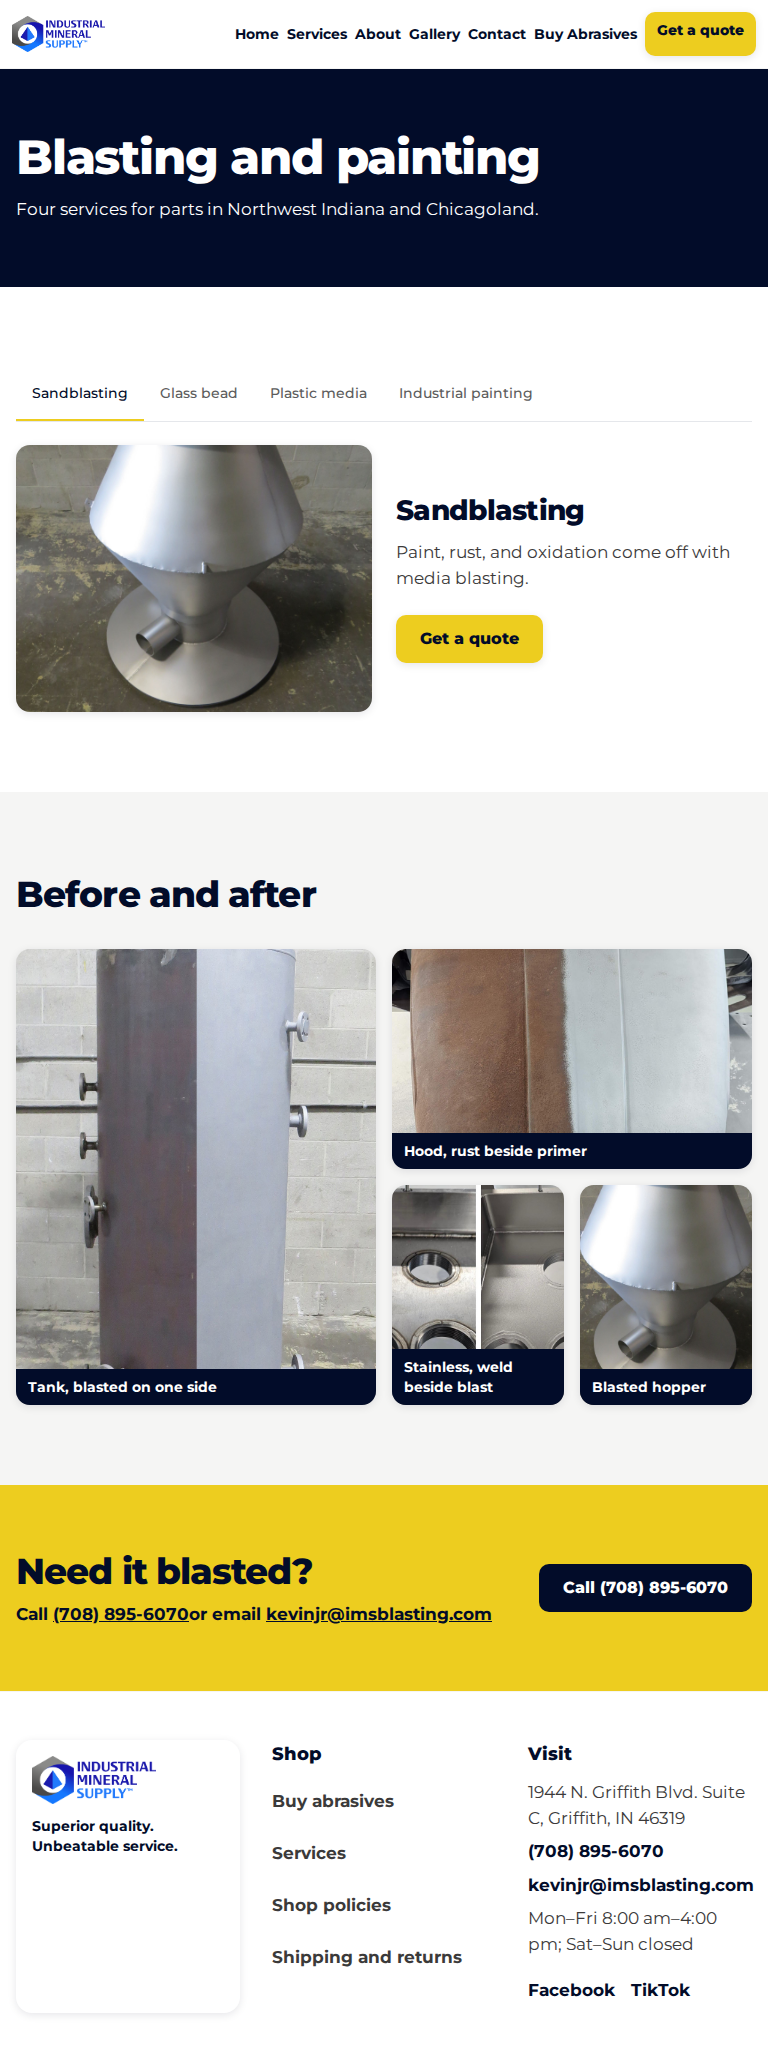 INDUSTRIAL
MINERAL
SUPPLY™
Home Services About Gallery Contact Buy Abrasives Get a quote
Blasting and painting
Four services for parts in Northwest Indiana and Chicagoland.
Sandblasting Glass bead Plastic media Industrial painting
Sandblasting
Paint, rust, and oxidation come off with
media blasting.
Get a quote
Before and after
Hood, rust beside primer
Tank, blasted on one side
Stainless, weld
beside blast
Blasted hopper
Need it blasted?
Call (708) 895-6070or email kevinjr@imsblasting.com
Call (708) 895-6070
INDUSTRIAL
MINERAL
SUPPLY™
Superior quality.
Unbeatable service.
Shop
Buy abrasives
Services
Shop policies
Shipping and returns
Visit
1944 N. Griffith Blvd. Suite
C, Griffith, IN 46319
(708) 895-6070
kevinjr@imsblasting.com
Mon–Fri 8:00 am–4:00
pm; Sat–Sun closed
Facebook TikTok